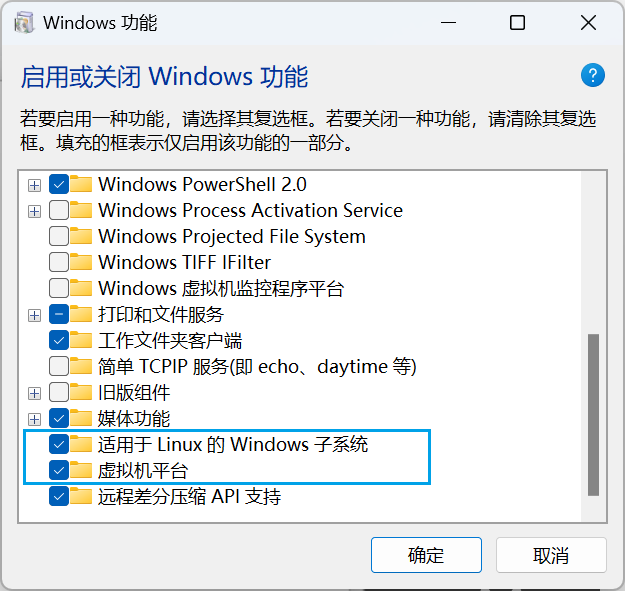 Windows 功能
启用或关闭 Windows 功能
?
若要启用一种功能，请选择其复选框。若要关闭一种功能，请清除其复选
框。填充的框表示仅启用该功能的一部分。
Windows PowerShell 2.0
Windows Process Activation Service
Windows Projected File System
Windows TIFF IFilter
Windows 虚拟机监控程序平台
打印和文件服务
工作文件夹客户端
简单 TCPIP 服务(即 echo、daytime 等)
旧版组件
媒体功能
适用于 Linux 的 Windows 子系统
虚拟机平台
远程差分压缩 API 支持
确定
取消